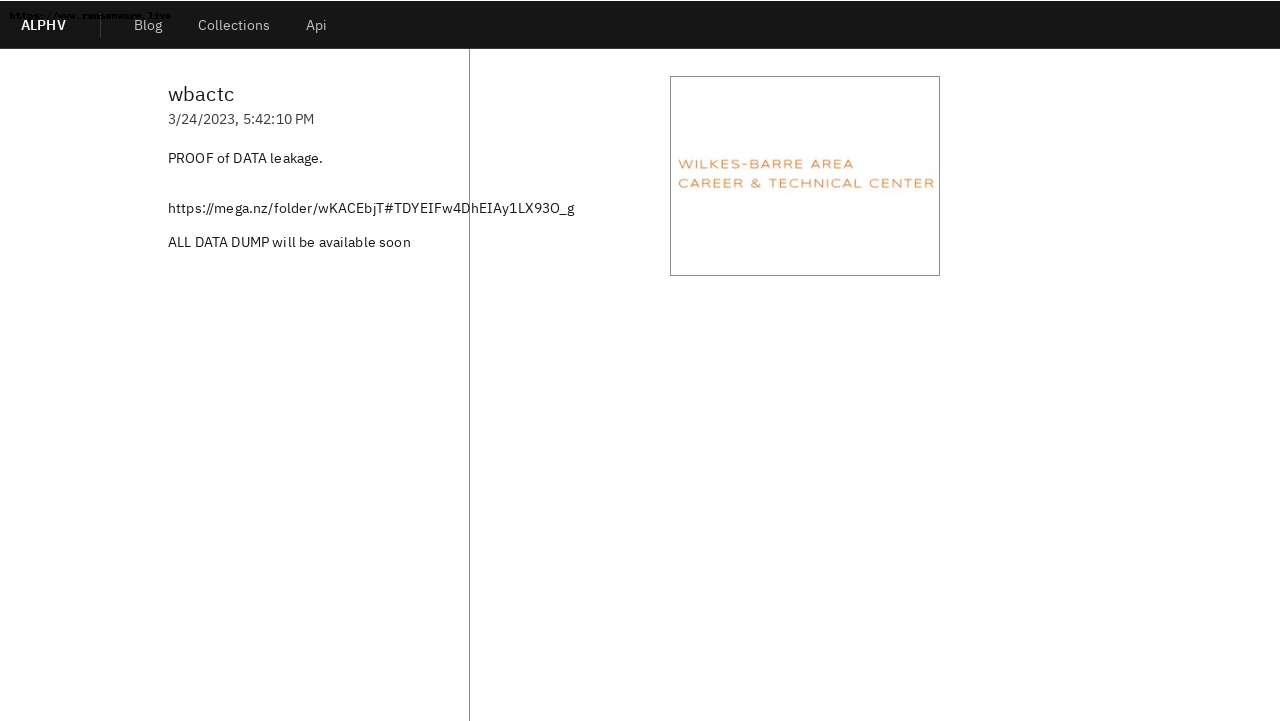 https://www.ransomware.live
ALPHV Blog Collections Api
wbactc
3/24/2023, 5:42:10 PM
PROOF of DATA leakage.
https://mega.nz/folder/wKACEbjT#TDYEIFw4DhEIAy1LX93O_g
ALL DATA DUMP will be available soon
WILKES-BARRE AREA
CAREER & TECHNICAL CENTER